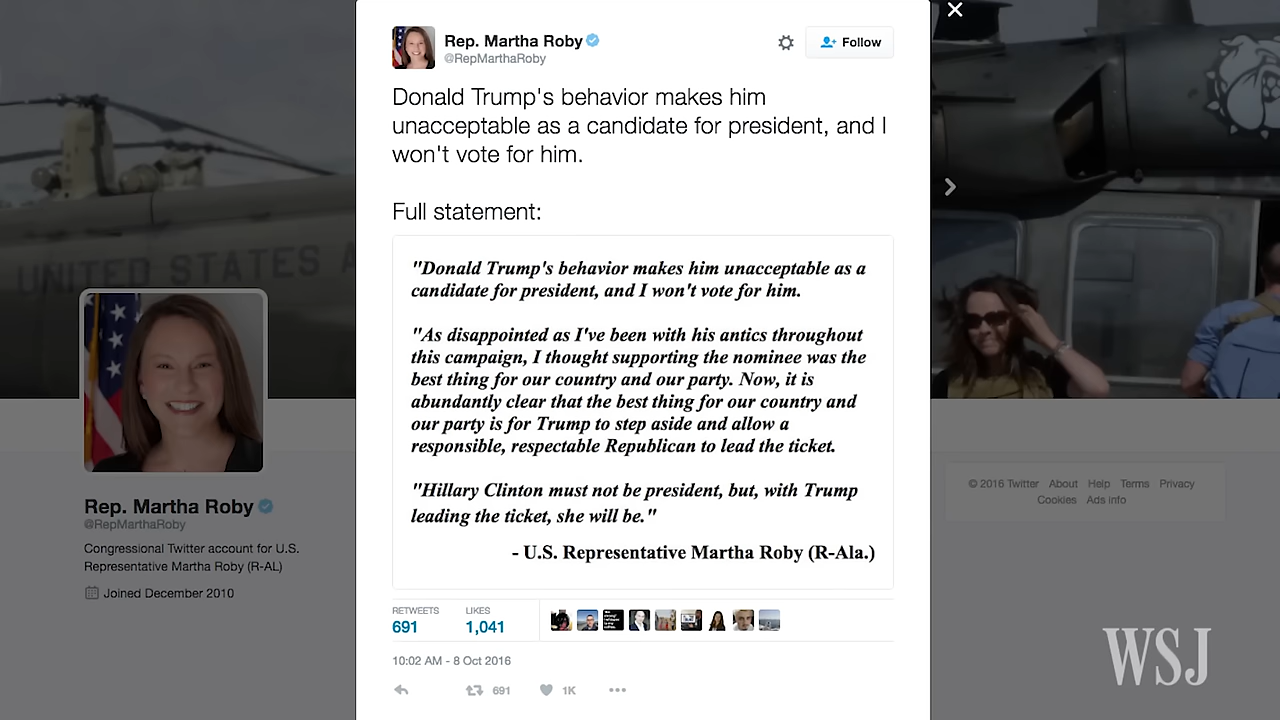 Rep. Martha Roby
@RepMarthaRoby
Follow
Donald Trump's behavior makes him
unacceptable as a candidate for president, and I
won't vote for him.
Full statement:
"Donald Trump's behavior makes him unacceptable as a
candidate for president, and I won't vote for him.
"As disappointed as I've been with his antics throughout
this campaign, I thought supporting the nominee was the
best thing for our country and our party. Now, it is
abundantly clear that the best thing for our country and
our party is for Trump to step aside and allow a
responsible, respectable Republican to lead the ticket.
"Hillary Clinton must not be president, but, with Trump
leading the ticket, she will be."
- U.S. Representative Martha Roby (R-Ala.)
RETWEETS LIKES
691 1,041
10:02 AM - 8 Oct 2016
691 1K
UNITED STATES A
Rep. Martha Roby
@RepMarthaRoby
Congressional Twitter account for U.S.
Representative Martha Roby (R-AL)
Joined December 2010
© 2016 Twitter About Help Terms Privacy
Cookies Ads info
WSJ